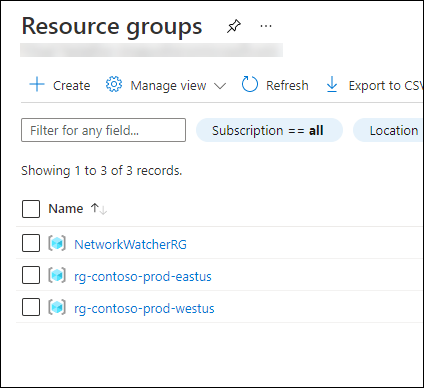 Resource groups
Create Manage view Refresh Export to CSV
Filter for any field... Subscription == all Location
Showing 1 to 3 of 3 records.
Name
NetworkWatcherRG
rg-contoso-prod-eastus
rg-contoso-prod-westus